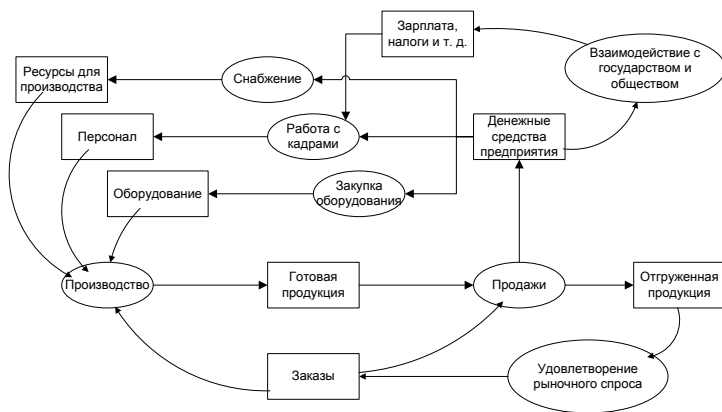 Зарплата,
налоги и т. д.
Взаимодействие с
государством и
обществом
Ресурсы для
производства
Снабжение
Персонал
Работа с
кадрами
Денежные
средства
предприятия
Оборудование
Закупка
оборудования
Производство
Готовая
продукция
Продажи
Отгруженная
продукция
Заказы
Удовлетворение
рыночного спроса